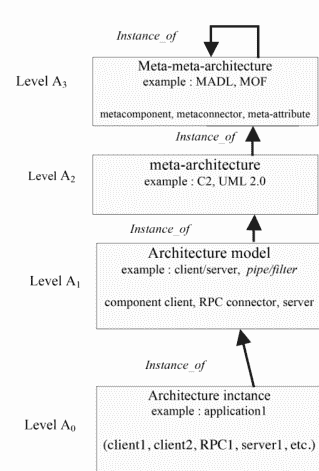 Instance_of
Meta-meta-architecture
Level A3
example : MADL, MOF
metacomponent, metaconnector, meta-attribute
Instance_of
meta-architecture
Level A2
example : C2, UML 2.0
Instance_of
Architecture model
example : client/server, pipe/filter
Level A1
component client, RPC connector, server
Instance_of
Architecture inctance
example : application1
Level A0
(client1, client2, RPC1, server1, etc.)